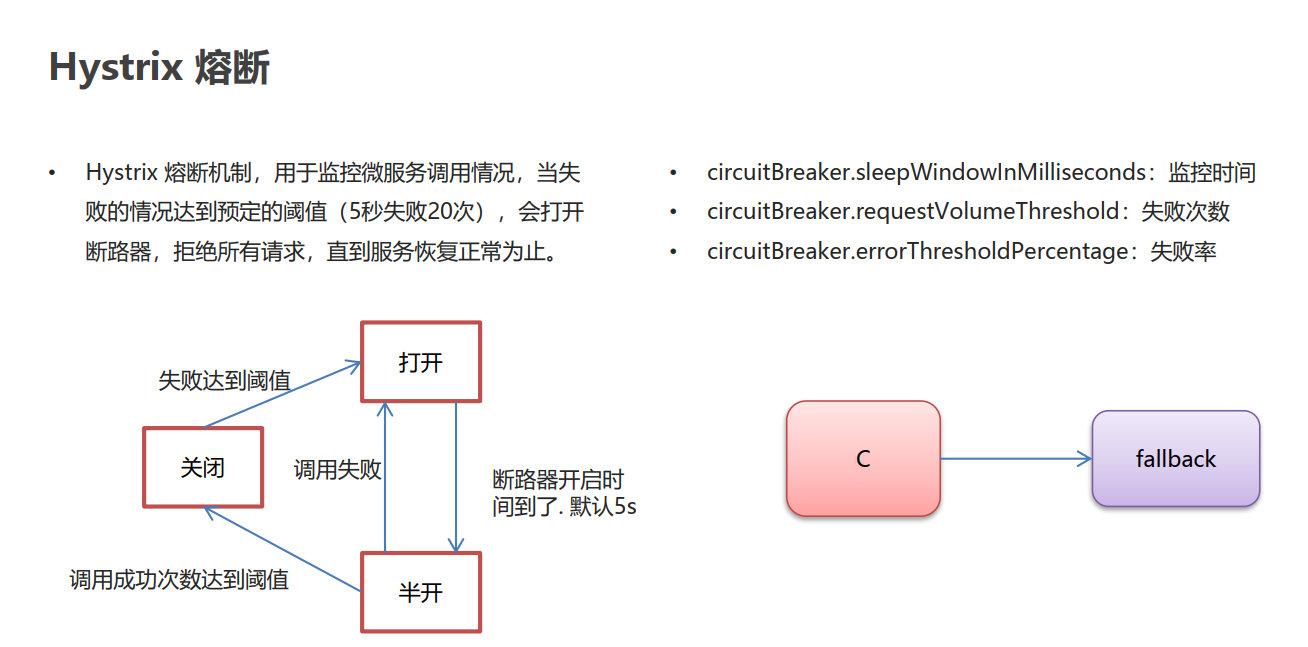 Hystrix 熔断
• Hystrix 熔断机制，用于监控微服务调用情况，当失
败的情况达到预定的阈值（5秒失败20次），会打开
断路器，拒绝所有请求，直到服务恢复正常为止。
• circuitBreaker.sleepWindowInMilliseconds：监控时间
• circuitBreaker.requestVolumeThreshold：失败次数
• circuitBreaker.errorThresholdPercentage：失败率
打开
失败达到阈值
关闭
调用失败
断路器开启时
间到了. 默认5s
调用成功次数达到阈值
半开
C
fallback